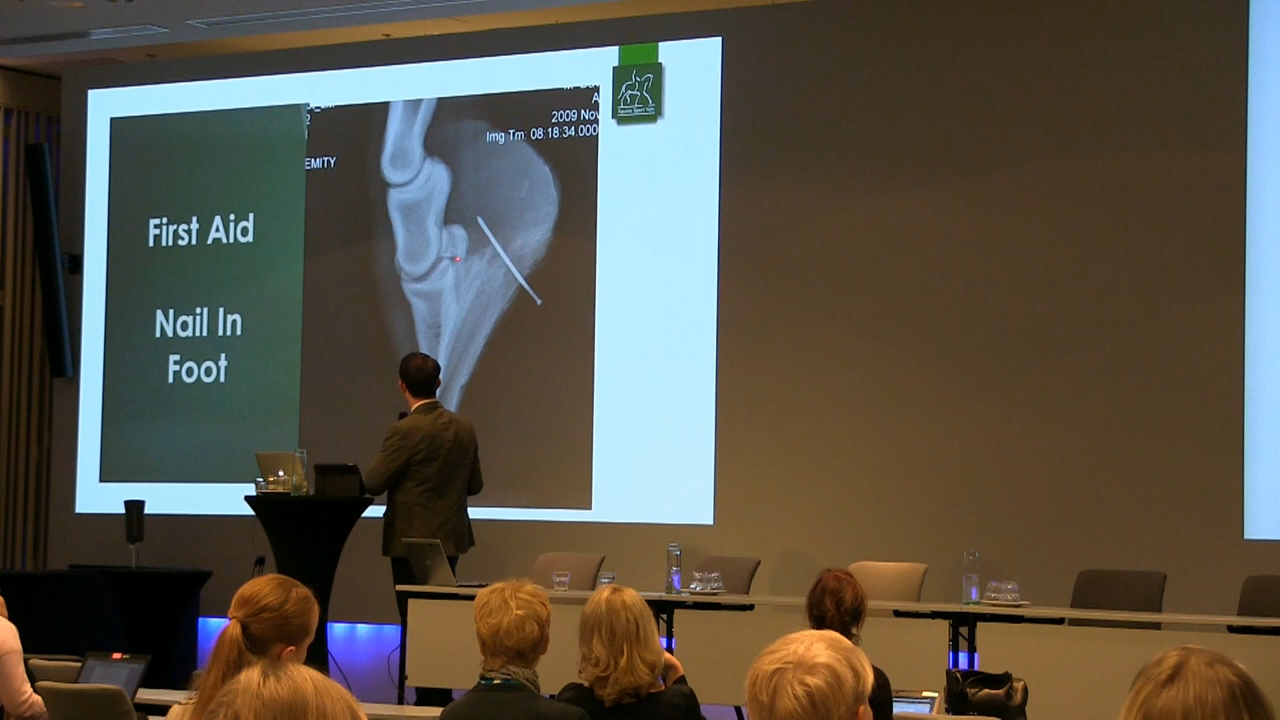 First Aid
Nail In
Foot
EMITY
2009 Nov
Img Tm: 08:18:34.000